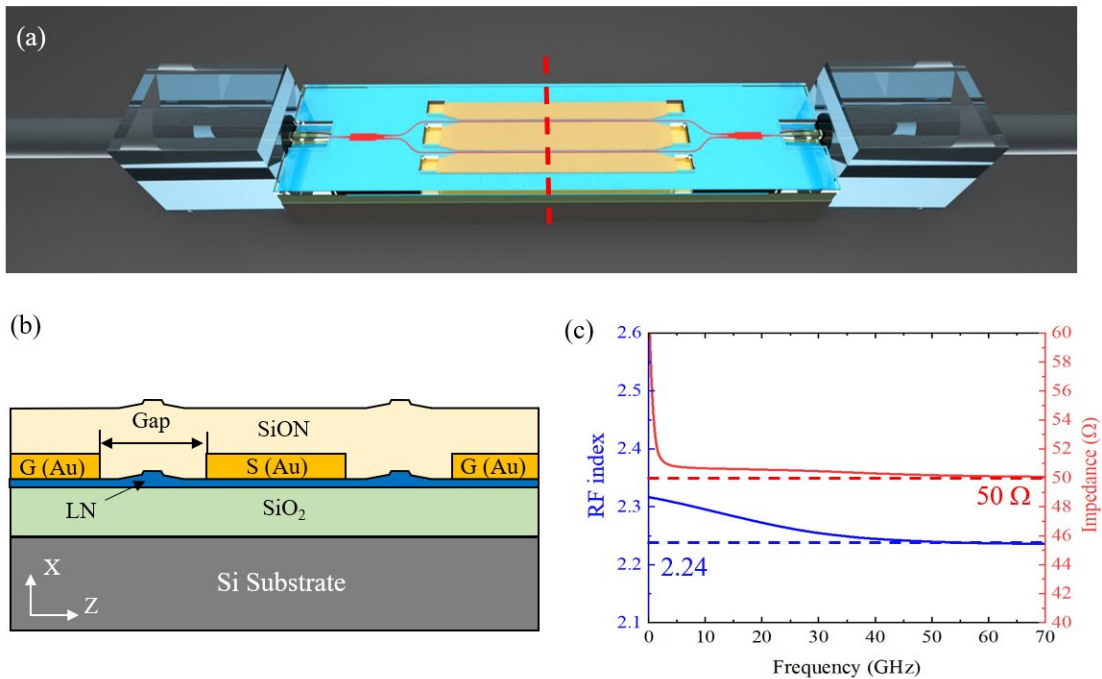 (a)
(b)
Gap
SiON
G (Au)
S (Au)
G (Au)
LN
SiO₂
Si Substrate
X
Z
(c)
RF index
2.6
2.5
2.4
2.3
2.2
2.1
60
58
56
54
52
50
48
46
44
42
40
Impedance (Ω)
50 Ω
2.24
0 10 20 30 40 50 60 70
Frequency (GHz)